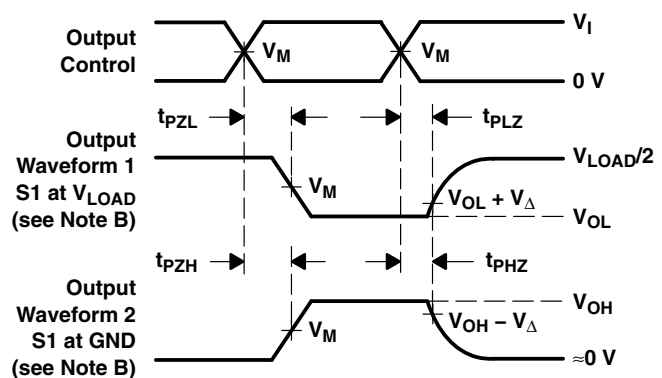 Output
Control
V_M
V_M
V_I
0 V
t_PZL
t_PLZ
Output
Waveform 1
S1 at V_LOAD
(see Note B)
V_M
V_LOAD/2
V_OL + V_Δ
V_OL
t_PZH
t_PHZ
Output
Waveform 2
S1 at GND
(see Note B)
V_M
V_OH
V_OH − V_Δ
≈0 V